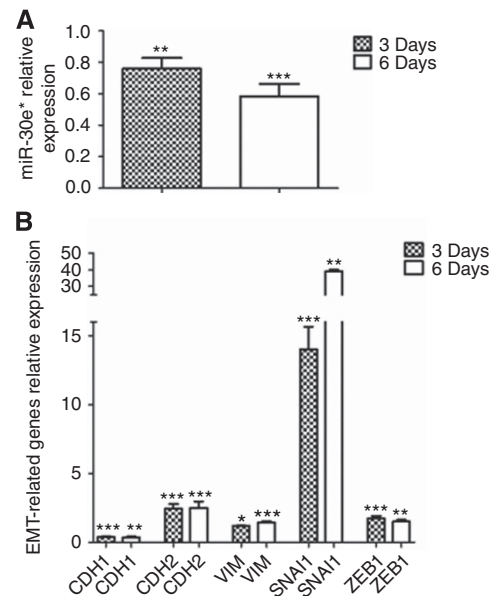 A
miR-30e* relative
expression
1.0
0.8
0.6
0.4
0.2
0.0
**
***
3 Days
6 Days
B
EMT-related genes relative expression
50
40
30
15
10
5
0
*** ** *** *** * *** *** ** *** **
3 Days
6 Days
CDH1 CDH1 CDH2 CDH2 VIM VIM SNAI1 SNAI1 ZEB1 ZEB1